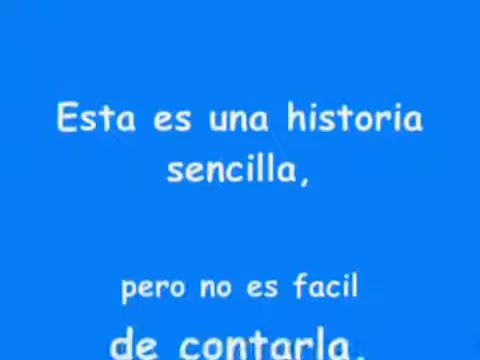 Esta es una historia
sencilla,
pero no es facil
de contarla.